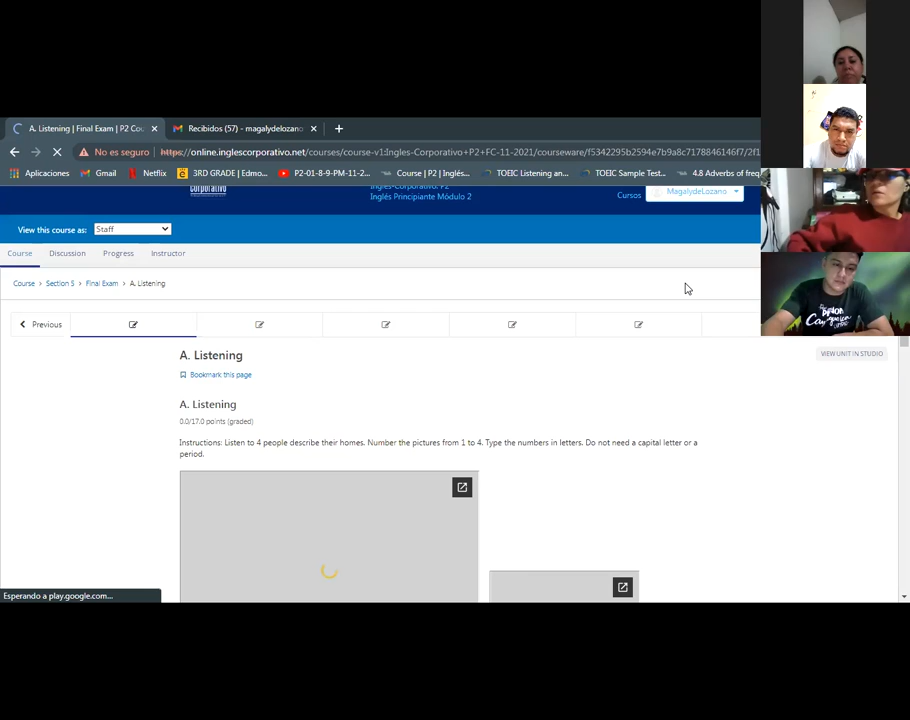 A. Listening | Final Exam | P2 Cou
Recibidos (57) - magalydelozano
No es seguro
https://online.inglescorporativo.net/courses/course-v1:Ingles-Corporativo+P2+FC-11-2021/courseware/f5342295b2594e7b9a8c7178846146f7/2f1
Aplicaciones
Gmail
Netflix
3RD GRADE | Edmo...
P2-01-8-9-PM-11-2...
Course | P2 | Inglés...
TOEIC Listening an...
TOEIC Sample Test...
4.8 Adverbs of freq
corporativo
Ingles-Corporativo: P2
Inglés Principiante Módulo 2
Cursos
MagalydeLozano
View this course as:
Staff
Course
Discussion
Progress
Instructor
Course > Section 5 > Final Exam > A. Listening
Previous
A. Listening
VIEW UNIT IN STUDIO
Bookmark this page
A. Listening
0.0/17.0 points (graded)
Instructions: Listen to 4 people describe their homes. Number the pictures from 1 to 4. Type the numbers in letters. Do not need a capital letter or a
period.
Esperando a play.google.com...